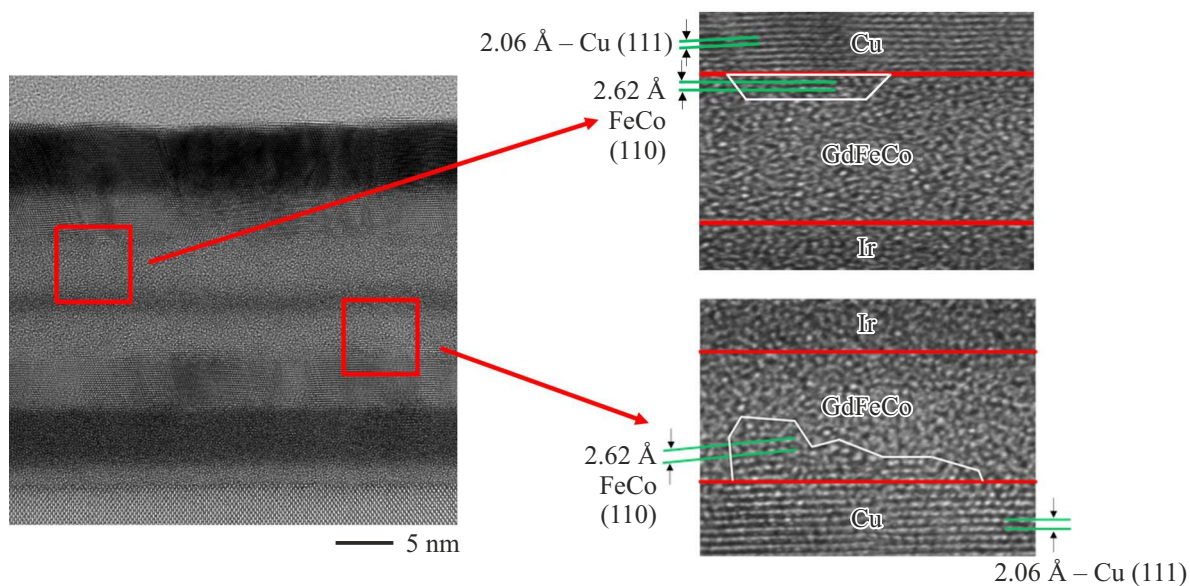 2.06 Å – Cu (111)
Cu
2.62 Å
FeCo
(110)
GdFeCo
Ir
Ir
GdFeCo
2.62 Å
FeCo
(110)
Cu
5 nm
2.06 Å – Cu (111)